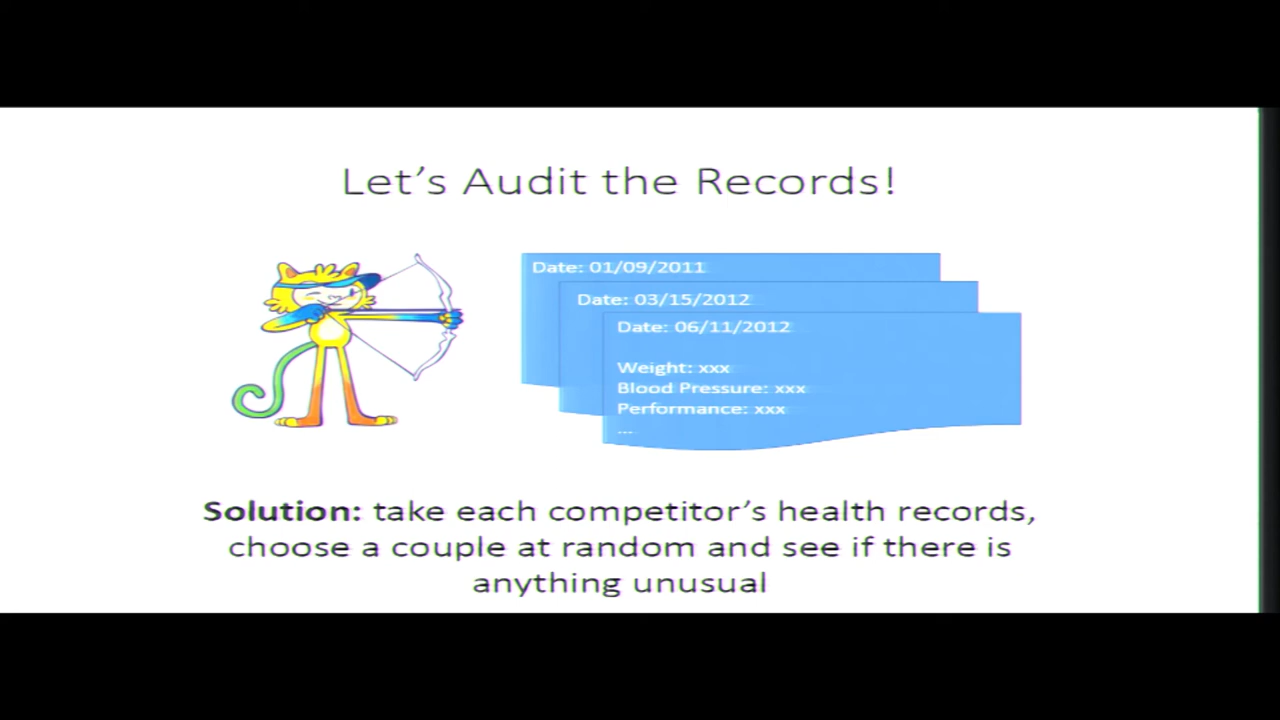 Let's Audit the Records!
Date: 01/09/2011
Date: 03/15/2012
Date: 06/11/2012
Weight: xxx
Blood Pressure: xxx
Performance: xxx
...
Solution: take each competitor's health records,
choose a couple at random and see if there is
anything unusual